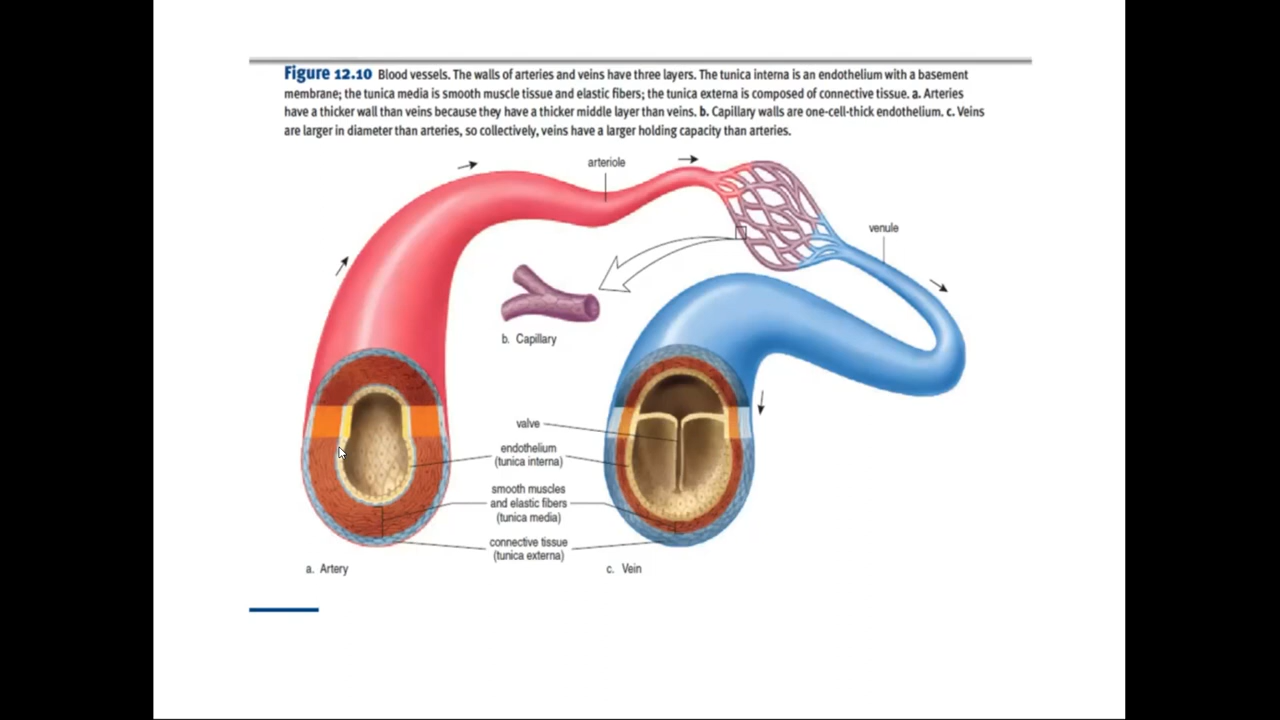 Figure 12.10 Blood vessels. The walls of arteries and veins have three layers. The tunica interna is an endothelium with a basement
membrane; the tunica media is smooth muscle tissue and elastic fibers; the tunica externa is composed of connective tissue. a. Arteries
have a thicker wall than veins because they have a thicker middle layer than veins. b. Capillary walls are one-cell-thick endothelium. c. Veins
are larger in diameter than arteries, so collectively, veins have a larger holding capacity than arteries.
arteriole
venule
b. Capillary
valve
endothelium
(tunica interna)
smooth muscles
and elastic fibers
(tunica media)
connective tissue
(tunica externa)
a. Artery
c. Vein